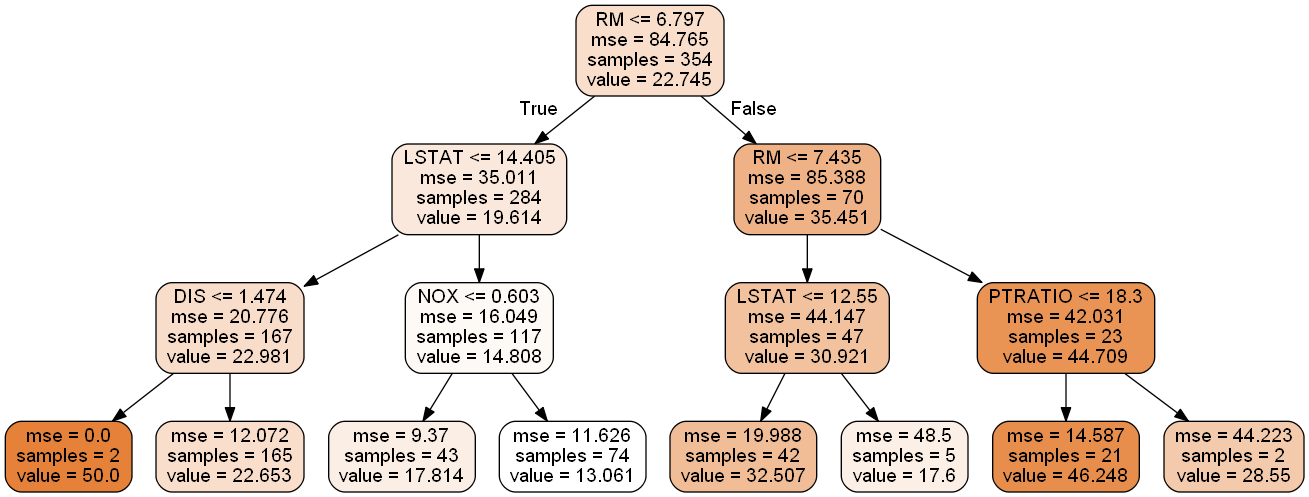 RM <= 6.797
mse = 84.765
samples = 354
value = 22.745
True
False
LSTAT <= 14.405
mse = 35.011
samples = 284
value = 19.614
RM <= 7.435
mse = 85.388
samples = 70
value = 35.451
DIS <= 1.474
mse = 20.776
samples = 167
value = 22.981
NOX <= 0.603
mse = 16.049
samples = 117
value = 14.808
LSTAT <= 12.55
mse = 44.147
samples = 47
value = 30.921
PTRATIO <= 18.3
mse = 42.031
samples = 23
value = 44.709
mse = 0.0
samples = 2
value = 50.0
mse = 12.072
samples = 165
value = 22.653
mse = 9.37
samples = 43
value = 17.814
mse = 11.626
samples = 74
value = 13.061
mse = 19.988
samples = 42
value = 32.507
mse = 48.5
samples = 5
value = 17.6
mse = 14.587
samples = 21
value = 46.248
mse = 44.223
samples = 2
value = 28.55